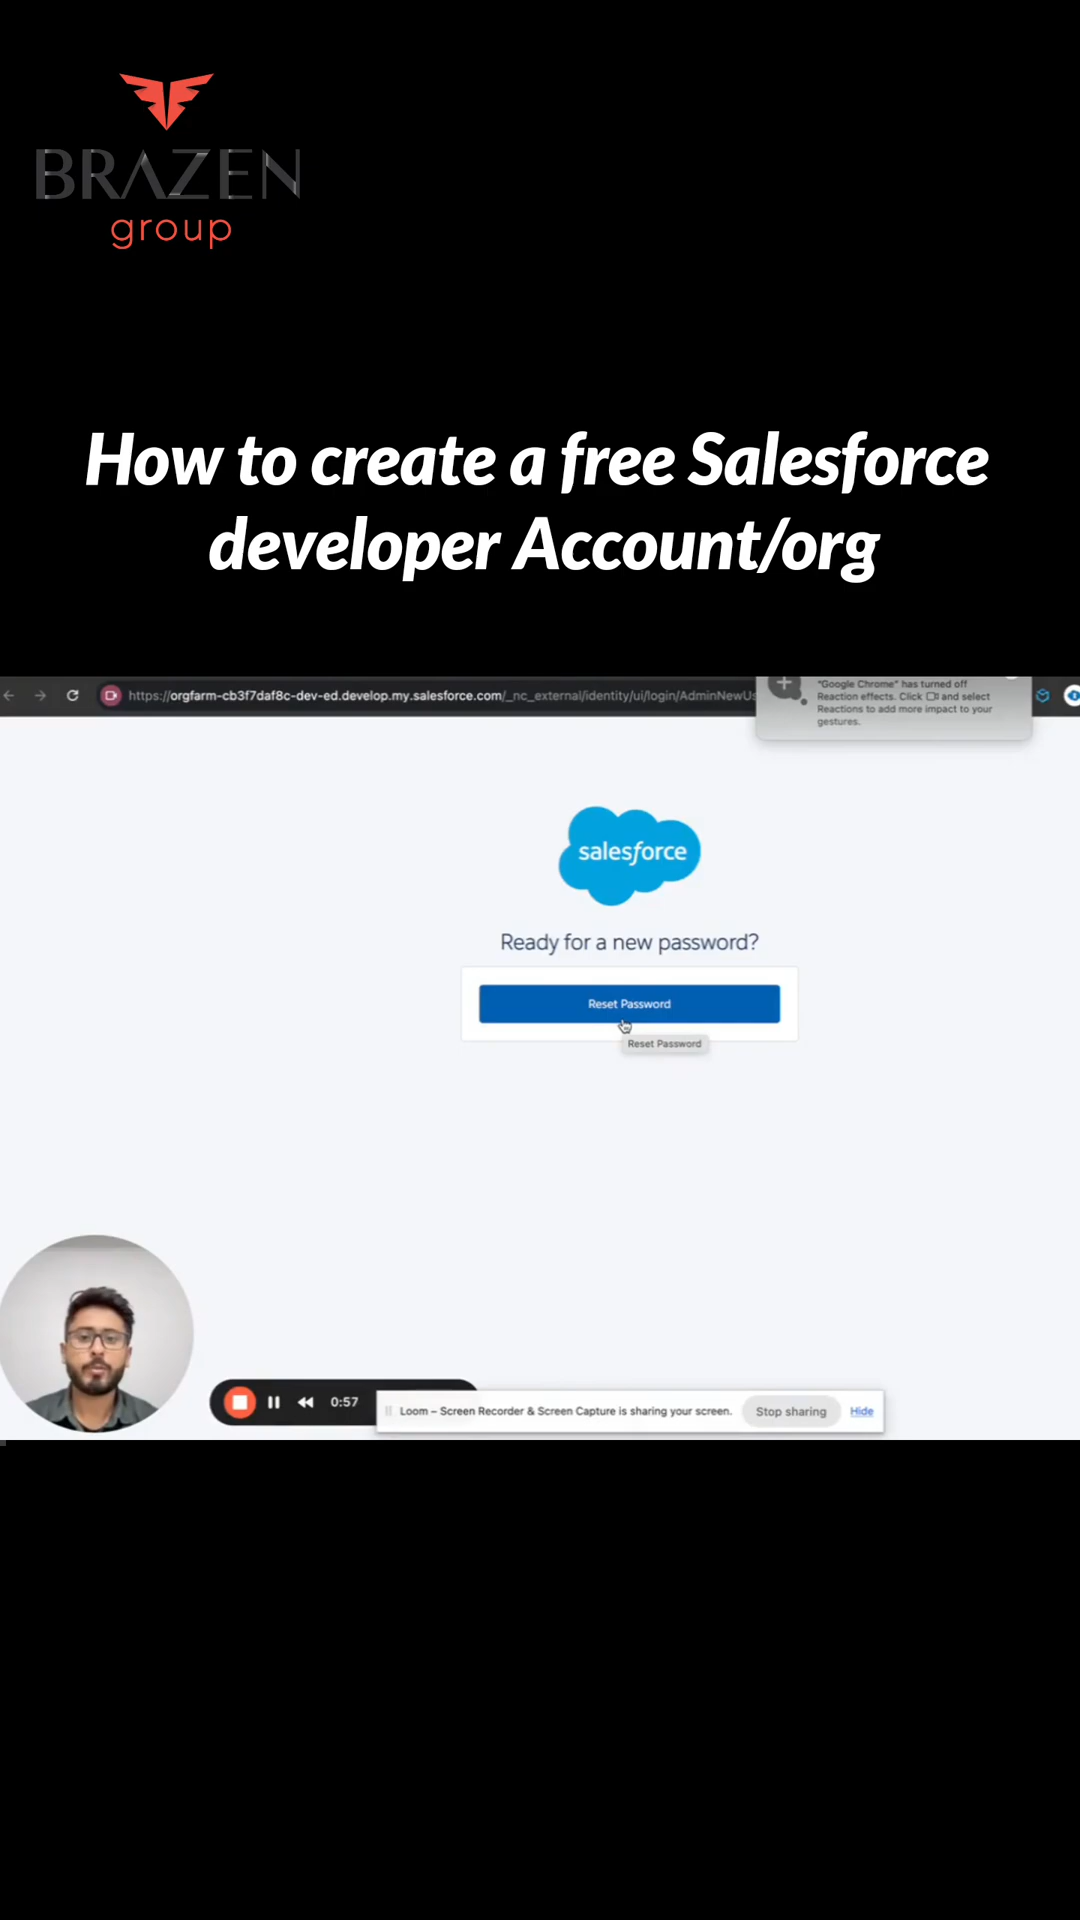 BRAZEN
group
How to create a free Salesforce
developer Account/org
https://orgfarm-cb3f7daf8c-dev-ed.develop.my.salesforce.com/_nc_external/identity/ui/login/AdminNewUs
"Google Chrome" has turned off
Reaction effects. Click and select
Reactions to add more impact to your
gestures.
salesforce
Ready for a new password?
Reset Password
Reset Password
0:57
Loom – Screen Recorder & Screen Capture is sharing your screen.
Stop sharing
Hide